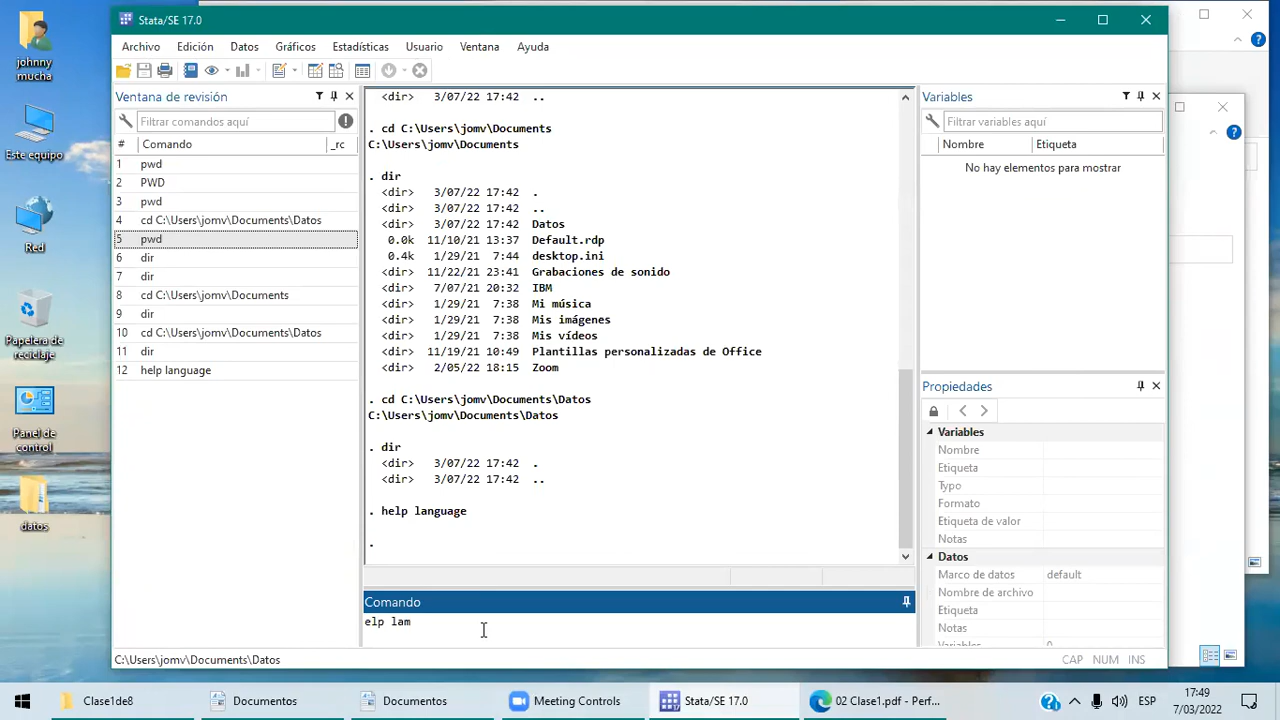 johnny
mucha
Este equipo
Red
Papelera de
reciclaje
Panel de
control
datos
Stata/SE 17.0
Archivo Edición Datos Gráficos Estadísticas Usuario Ventana Ayuda
Ventana de revisión
Filtrar comandos aquí
# Comando _rc
1 pwd
2 PWD
3 pwd
4 cd C:\Users\jomv\Documents\Datos
5 pwd
6 dir
7 dir
8 cd C:\Users\jomv\Documents
9 dir
10 cd C:\Users\jomv\Documents\Datos
11 dir
12 help language
<dir> 3/07/22 17:42 ..
. cd C:\Users\jomv\Documents
C:\Users\jomv\Documents
. dir
<dir> 3/07/22 17:42 .
<dir> 3/07/22 17:42 ..
<dir> 3/07/22 17:42 Datos
0.0k 11/10/21 13:37 Default.rdp
0.4k 1/29/21 7:44 desktop.ini
<dir> 11/22/21 23:41 Grabaciones de sonido
<dir> 7/07/21 20:32 IBM
<dir> 1/29/21 7:38 Mi música
<dir> 1/29/21 7:38 Mis imágenes
<dir> 1/29/21 7:38 Mis vídeos
<dir> 11/19/21 10:49 Plantillas personalizadas de Office
<dir> 2/05/22 18:15 Zoom
. cd C:\Users\jomv\Documents\Datos
C:\Users\jomv\Documents\Datos
. dir
<dir> 3/07/22 17:42 .
<dir> 3/07/22 17:42 ..
. help language
.
Comando
elp lam
Variables
Filtrar variables aquí
Nombre Etiqueta
No hay elementos para mostrar
Propiedades
Variables
Nombre
Etiqueta
Typo
Formato
Etiqueta de valor
Notas
Datos
Marco de datos default
Nombre de archivo
Etiqueta
Notas
Variables 0
C:\Users\jomv\Documents\Datos
CAP NUM INS
Clase1de8
Documentos
Documentos
Meeting Controls
Stata/SE 17.0
02 Clase1.pdf - Perf...
ESP
17:49
7/03/2022